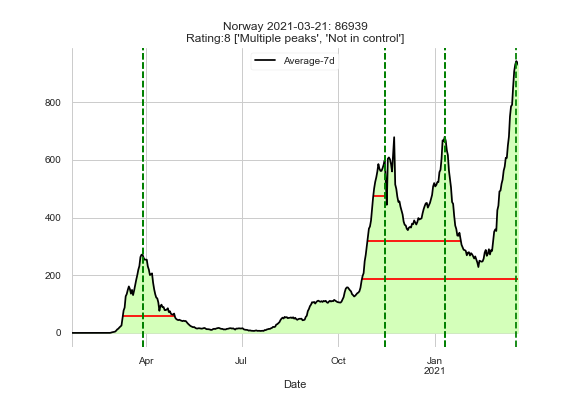 Norway 2021-03-21: 86939
Rating:8 ['Multiple peaks', 'Not in control']
Average-7d
800
600
400
200
0
Apr Jul Oct Jan
2021
Date